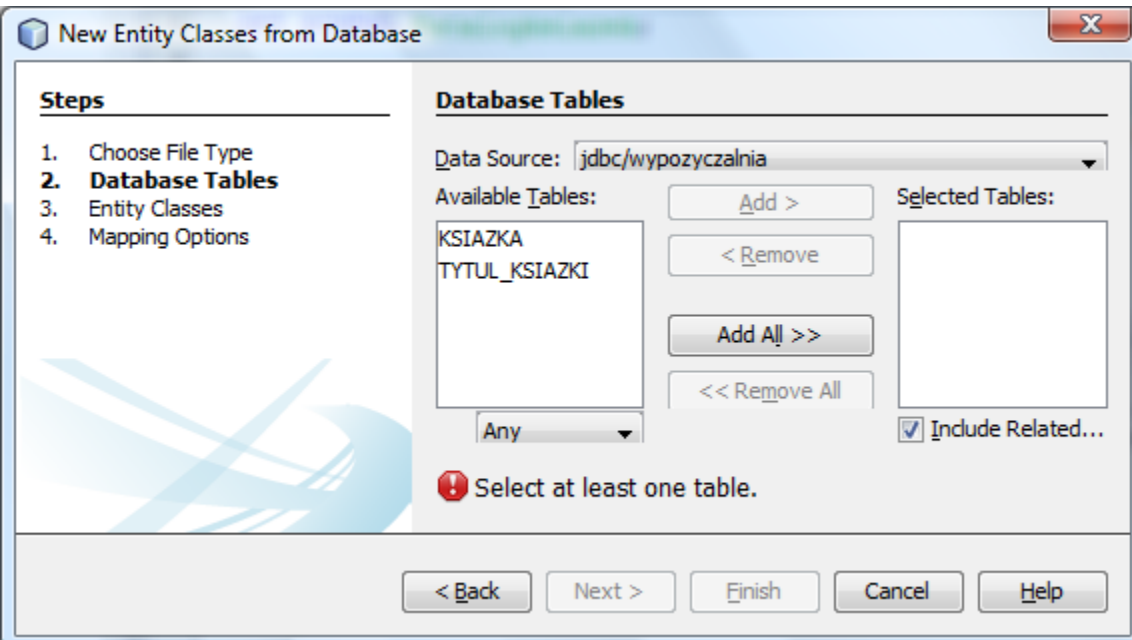 New Entity Classes from Database
Steps
1. Choose File Type
2. Database Tables
3. Entity Classes
4. Mapping Options
Database Tables
Data Source: jdbc/wypozyczalnia
Available Tables:
KSIAZKA
TYTUL_KSIAZKI
Any
Add >
< Remove
Add All >>
<< Remove All
Selected Tables:
Include Related...
Select at least one table.
< Back Next > Finish Cancel Help